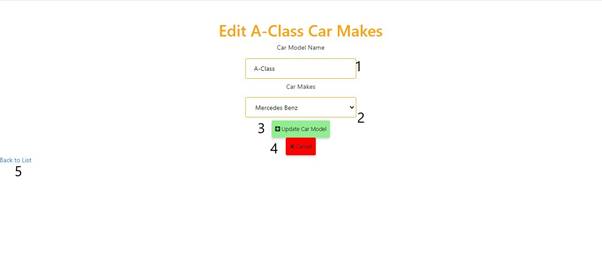 Edit A-Class Car Makes
Car Model Name
A-Class
1
Car Makes
Mercedes Benz
2
3
Update Car Model
4
Cancel
Back to List
5